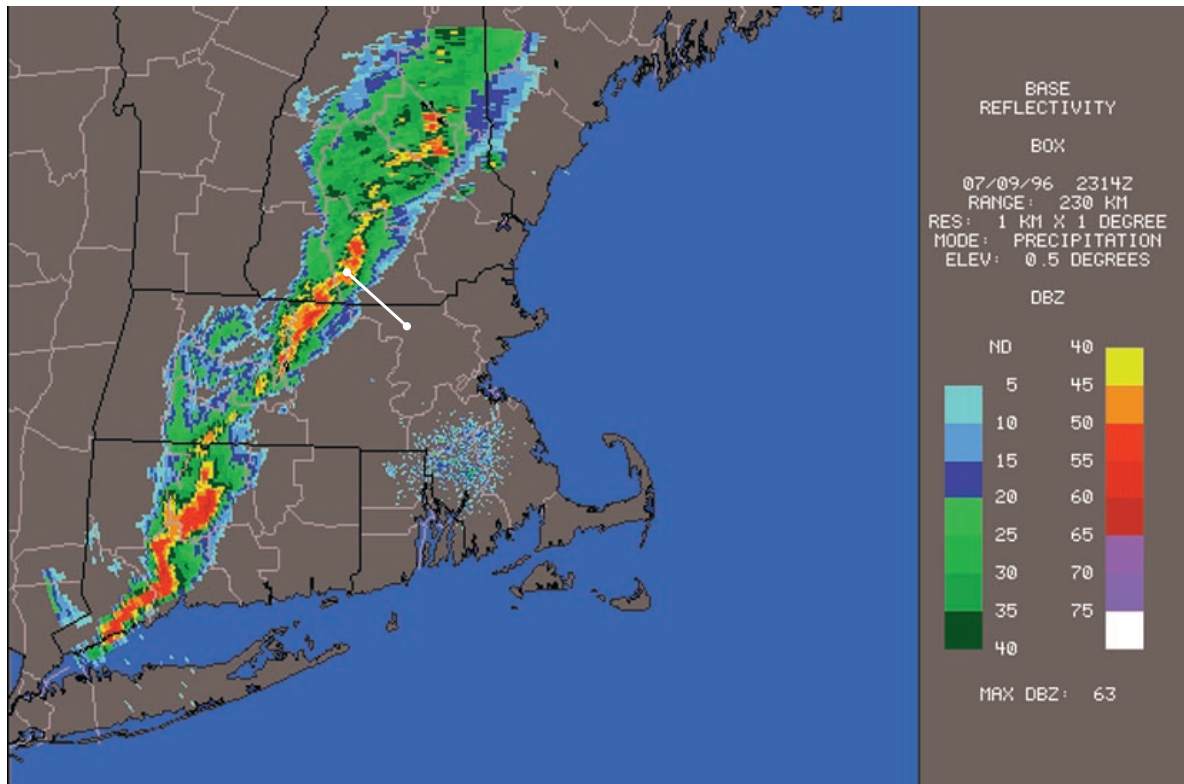 BASE
REFLECTIVITY
BOX
07/09/96 2314Z
RANGE: 230 KM
RES: 1 KM X 1 DEGREE
MODE: PRECIPITATION
ELEV: 0.5 DEGREES
DBZ
ND 40
5 45
10 50
15 55
20 60
25 65
30 70
35 75
40
MAX DBZ: 63